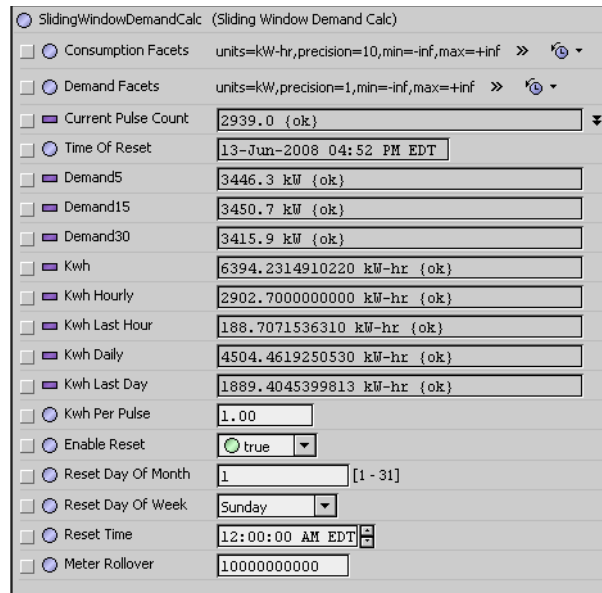 SlidingWindowDemandCalc (Sliding Window Demand Calc)
Consumption Facets units=kW-hr,precision=10,min=-inf,max=+inf »
Demand Facets units=kW,precision=1,min=-inf,max=+inf »
Current Pulse Count 2939.0 {ok}
Time Of Reset 13-Jun-2008 04:52 PM EDT
Demand5 3446.3 kW {ok}
Demand15 3450.7 kW {ok}
Demand30 3415.9 kW {ok}
Kwh 6394.2314910220 kW-hr {ok}
Kwh Hourly 2902.7000000000 kW-hr {ok}
Kwh Last Hour 188.7071536310 kW-hr {ok}
Kwh Daily 4504.4619250530 kW-hr {ok}
Kwh Last Day 1889.4045399813 kW-hr {ok}
Kwh Per Pulse 1.00
Enable Reset true
Reset Day Of Month 1 [1 - 31]
Reset Day Of Week Sunday
Reset Time 12:00:00 AM EDT
Meter Rollover 10000000000